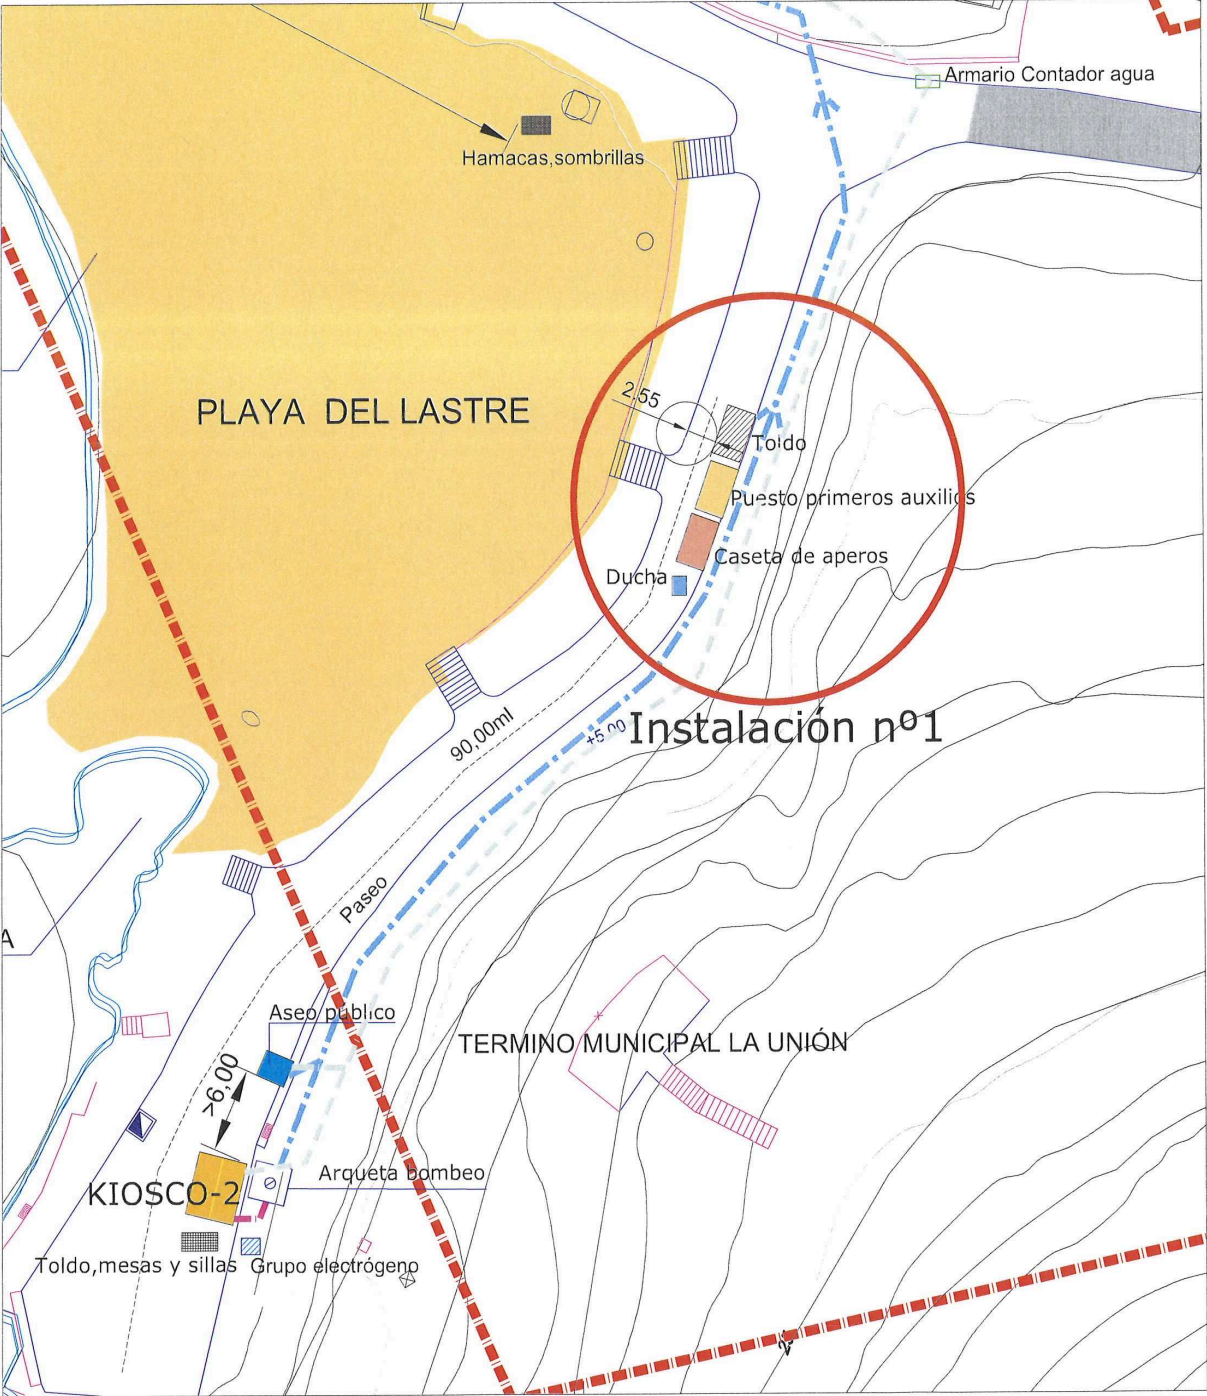 Armario Contador agua
Hamacas,sombrillas
PLAYA DEL LASTRE
2.55
Toldo
Puesto primeros auxilios
Caseta de aperos
Ducha
Instalación nº1
+5.00
90,00ml
Paseo
A
Aseo público
TERMINO MUNICIPAL LA UNIÓN
>6,00
Arqueta bombeo
KIOSCO-2
Toldo,mesas y sillas
Grupo electrógeno